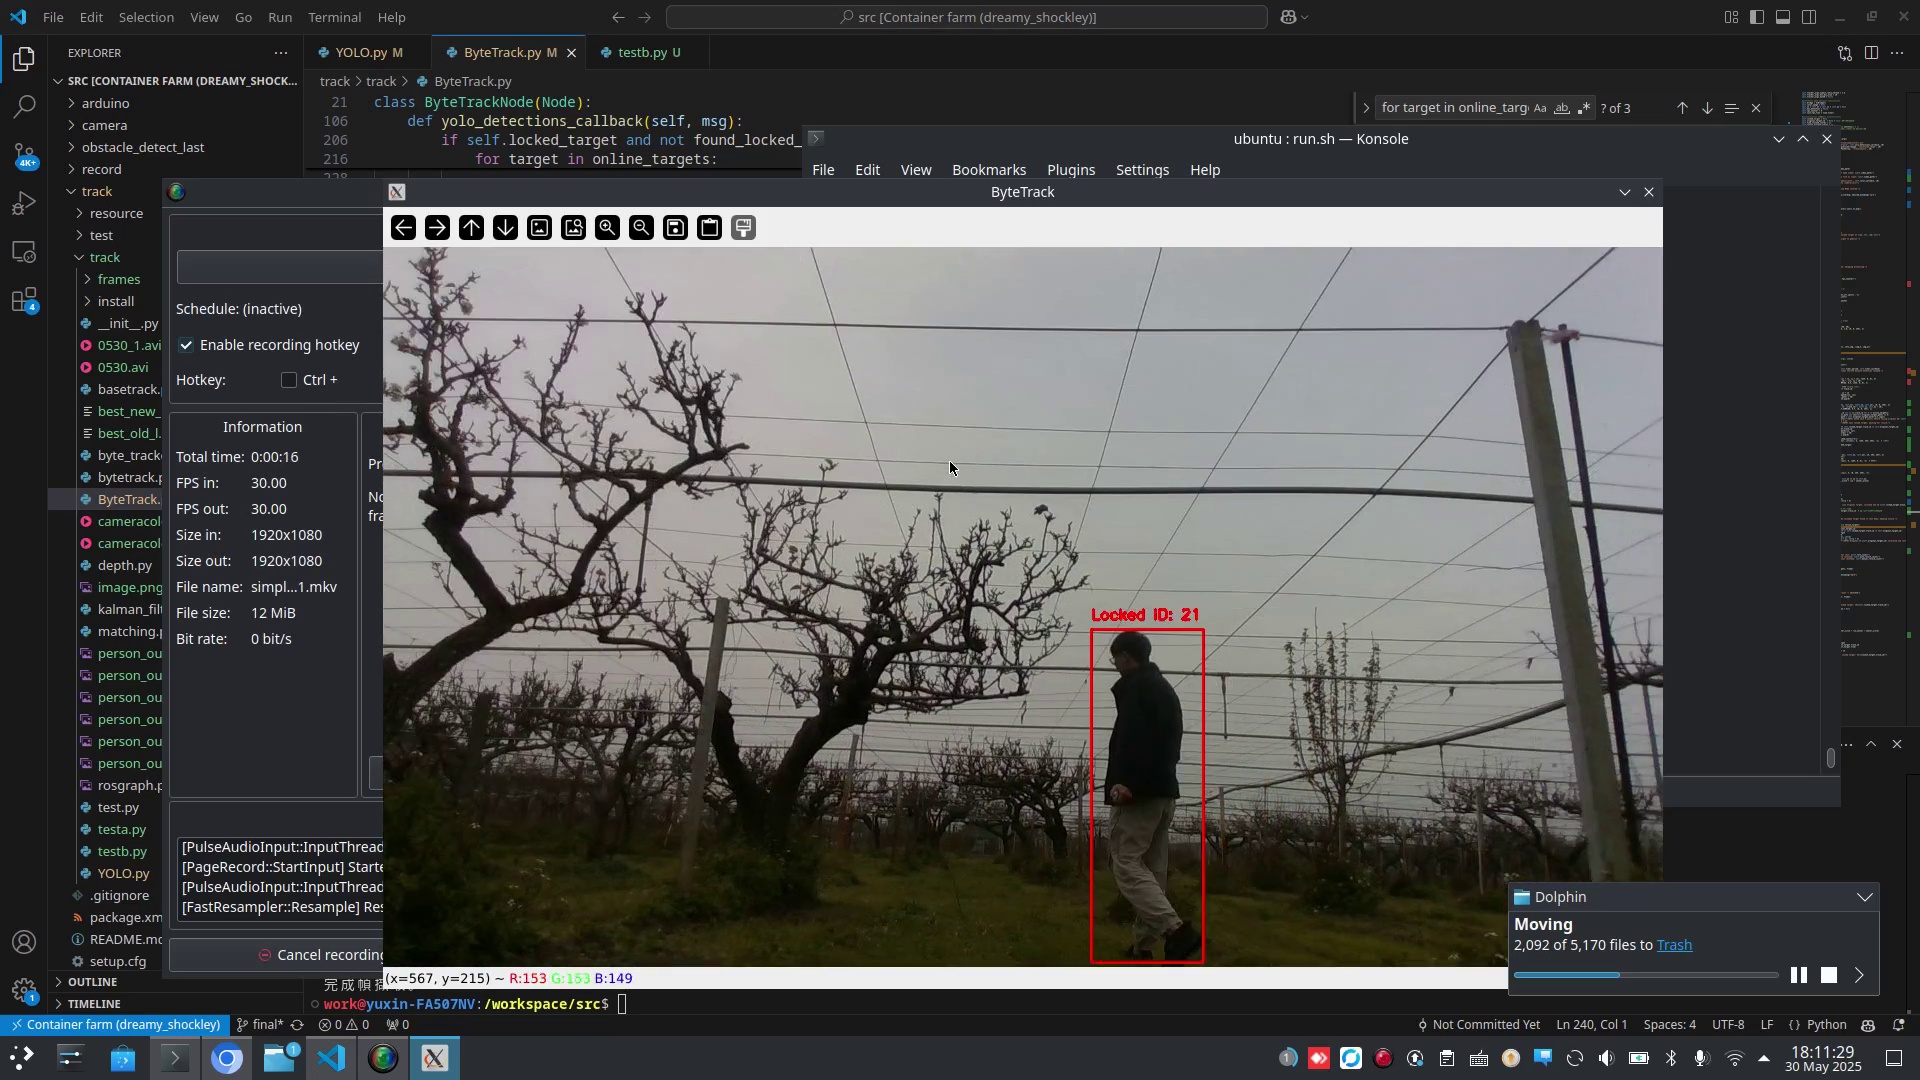 File Edit Selection View Go Run Terminal Help
src [Container farm (dreamy_shockley)]
EXPLORER
SRC [CONTAINER FARM (DREAMY_SHOCK...
arduino
camera
obstacle_detect_last
record
track
resource
test
track
frames
install
__init__.py
0530_1.avi
0530.avi
basetrack.
best_new_
best_old_l.
byte_track
bytetrack.p
ByteTrack.
cameracol
cameracol
depth.py
image.png
kalman_filt
matching.p
person_ou
person_ou
person_ou
person_ou
person_ou
person_ou
rosgraph.p
test.py
testa.py
testb.py
YOLO.py
.gitignore
package.xm
README.md
setup.cfg
OUTLINE
TIMELINE
4K+
4
1
YOLO.py M
ByteTrack.py M
testb.py U
track > track > ByteTrack.py
21 class ByteTrackNode(Node):
106 def yolo_detections_callback(self, msg):
206 if self.locked_target and not found_locked_
216 for target in online_targets:
for target in online_targ
Aa ab
? of 3
ubuntu : run.sh — Konsole
File Edit View Bookmarks Plugins Settings Help
ByteTrack
Schedule: (inactive)
Enable recording hotkey
Hotkey: Ctrl +
Information
Total time: 0:00:16
FPS in: 30.00
FPS out: 30.00
Size in: 1920x1080
Size out: 1920x1080
File name: simpl...1.mkv
File size: 12 MiB
Bit rate: 0 bit/s
Pr
No
fra
[PulseAudioInput::InputThread
[PageRecord::StartInput] Starte
[PulseAudioInput::InputThread
[FastResampler::Resample] Res
Cancel recording
Locked ID: 21
(x=567, y=215) ~ R:153 G:153 B:149
Dolphin
Moving
2,092 of 5,170 files to Trash
work@yuxin-FA507NV:/workspace/src$
Container farm (dreamy_shockley)
final*
0 0
0
Not Committed Yet
Ln 240, Col 1
Spaces: 4
UTF-8
LF
Python
1
1
18:11:29
30 May 2025